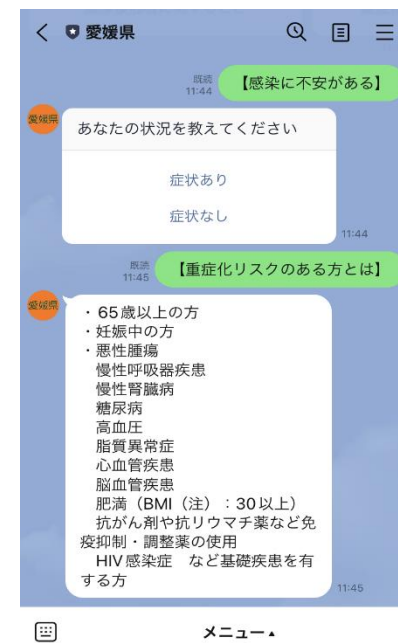 愛媛県
既読
11:44
【感染に不安がある】
愛媛県
あなたの状況を教えてください
症状あり
症状なし
11:44
既読
11:45
【重症化リスクのある方とは】
愛媛県
・65歳以上の方
・妊娠中の方
・悪性腫瘍
慢性呼吸器疾患
慢性腎臓病
糖尿病
高血圧
脂質異常症
心血管疾患
脳血管疾患
肥満（BMI（注）：30以上）
抗がん剤や抗リウマチ薬など免
疫抑制・調整薬の使用
HIV感染症　など基礎疾患を有
する方
11:45
メニュー▲